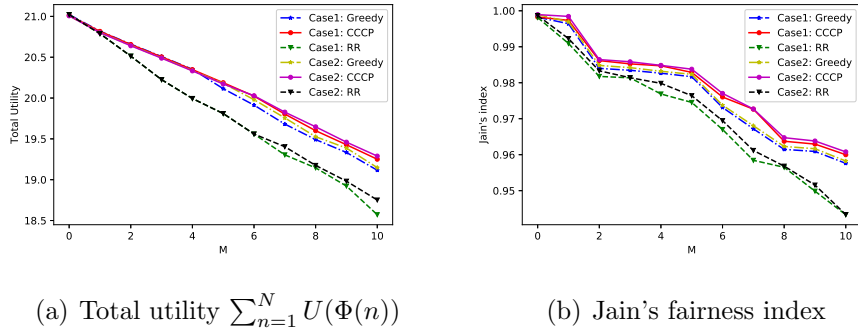 21.0
20.5
20.0
19.5
19.0
18.5
Total Utility
0 2 4 6 8 10
M
Case1: Greedy
Case1: CCCP
Case1: RR
Case2: Greedy
Case2: CCCP
Case2: RR
(a) Total utility $\sum_{n=1}^{N} U(\Phi(n))$
1.00
0.99
0.98
0.97
0.96
0.95
Jain's Index
0 2 4 6 8 10
M
Case1: Greedy
Case1: CCCP
Case1: RR
Case2: Greedy
Case2: CCCP
Case2: RR
(b) Jain's fairness index